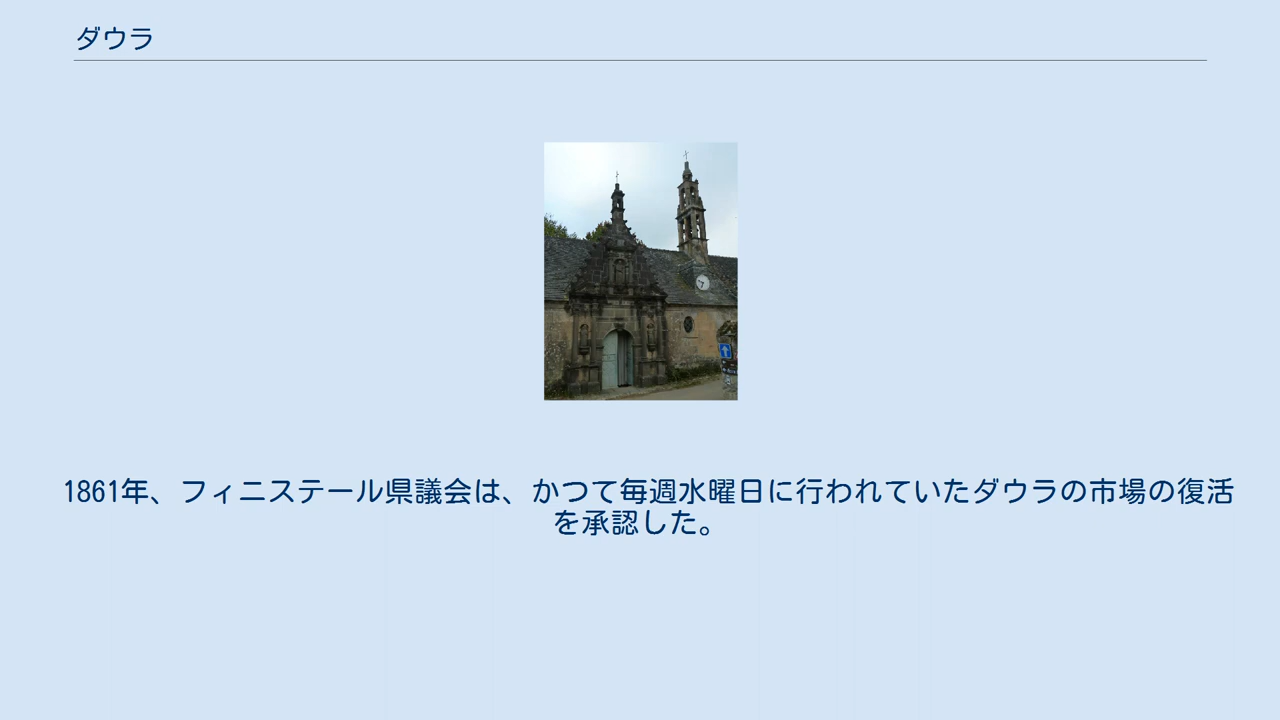 ダウラ
1861年、フィニステール県議会は、かつて毎週水曜日に行われていたダウラの市場の復活
を承認した。